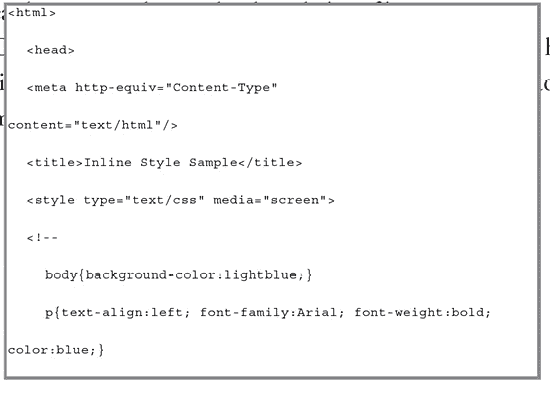 <html>
<head>
<meta http-equiv="Content-Type"
content="text/html"/>
<title>Inline Style Sample</title>
<style type="text/css" media="screen">
<!--
body{background-color:lightblue;}
p{text-align:left; font-family:Arial; font-weight:bold;
color:blue;}